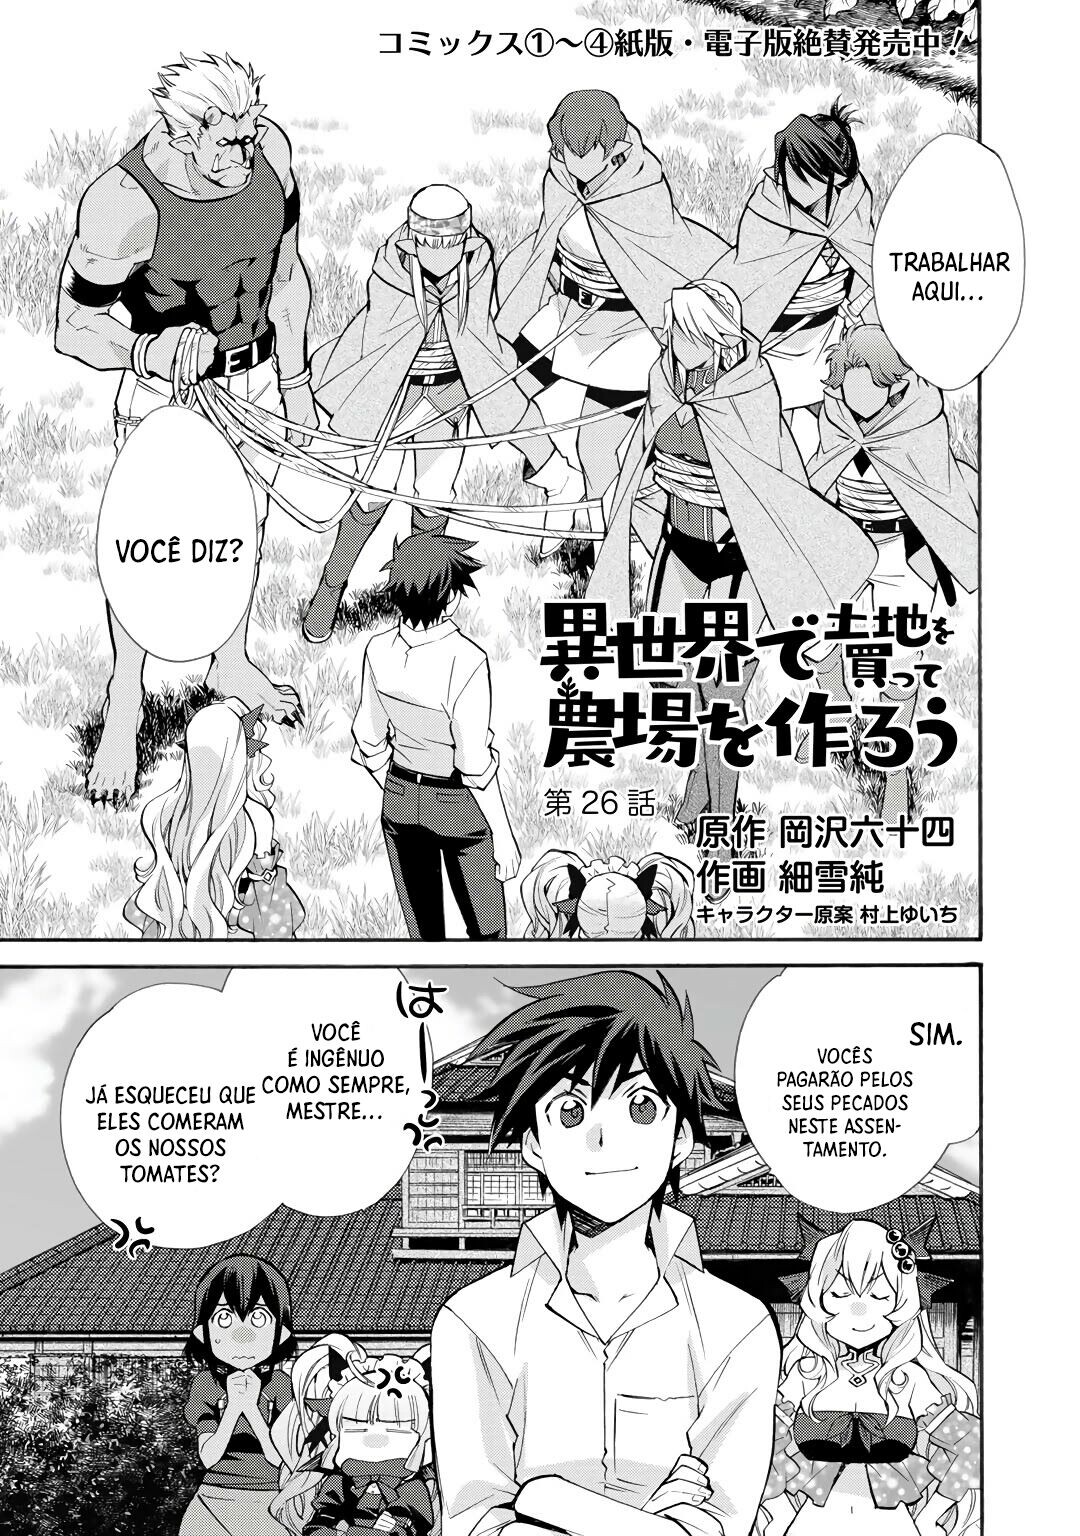 コミックス①～④紙版・電子版絶賛発売中！
TRABALHAR
AQUI...
VOCÊ DIZ?
異世界で土地を
買って
農場を作ろう
第26話
原作 岡沢六十四
作画 細雪純
キャラクター原案 村上ゆいち
SIM.
VOCÊS
PAGARÃO PELOS
SEUS PECADOS
NESTE ASSEN-
TAMENTO.
はーっ
VOCÊ
É INGÊNUO
COMO SEMPRE,
MESTRE...
JÁ ESQUECEU QUE
ELES COMERAM
OS NOSSOS
TOMATES?